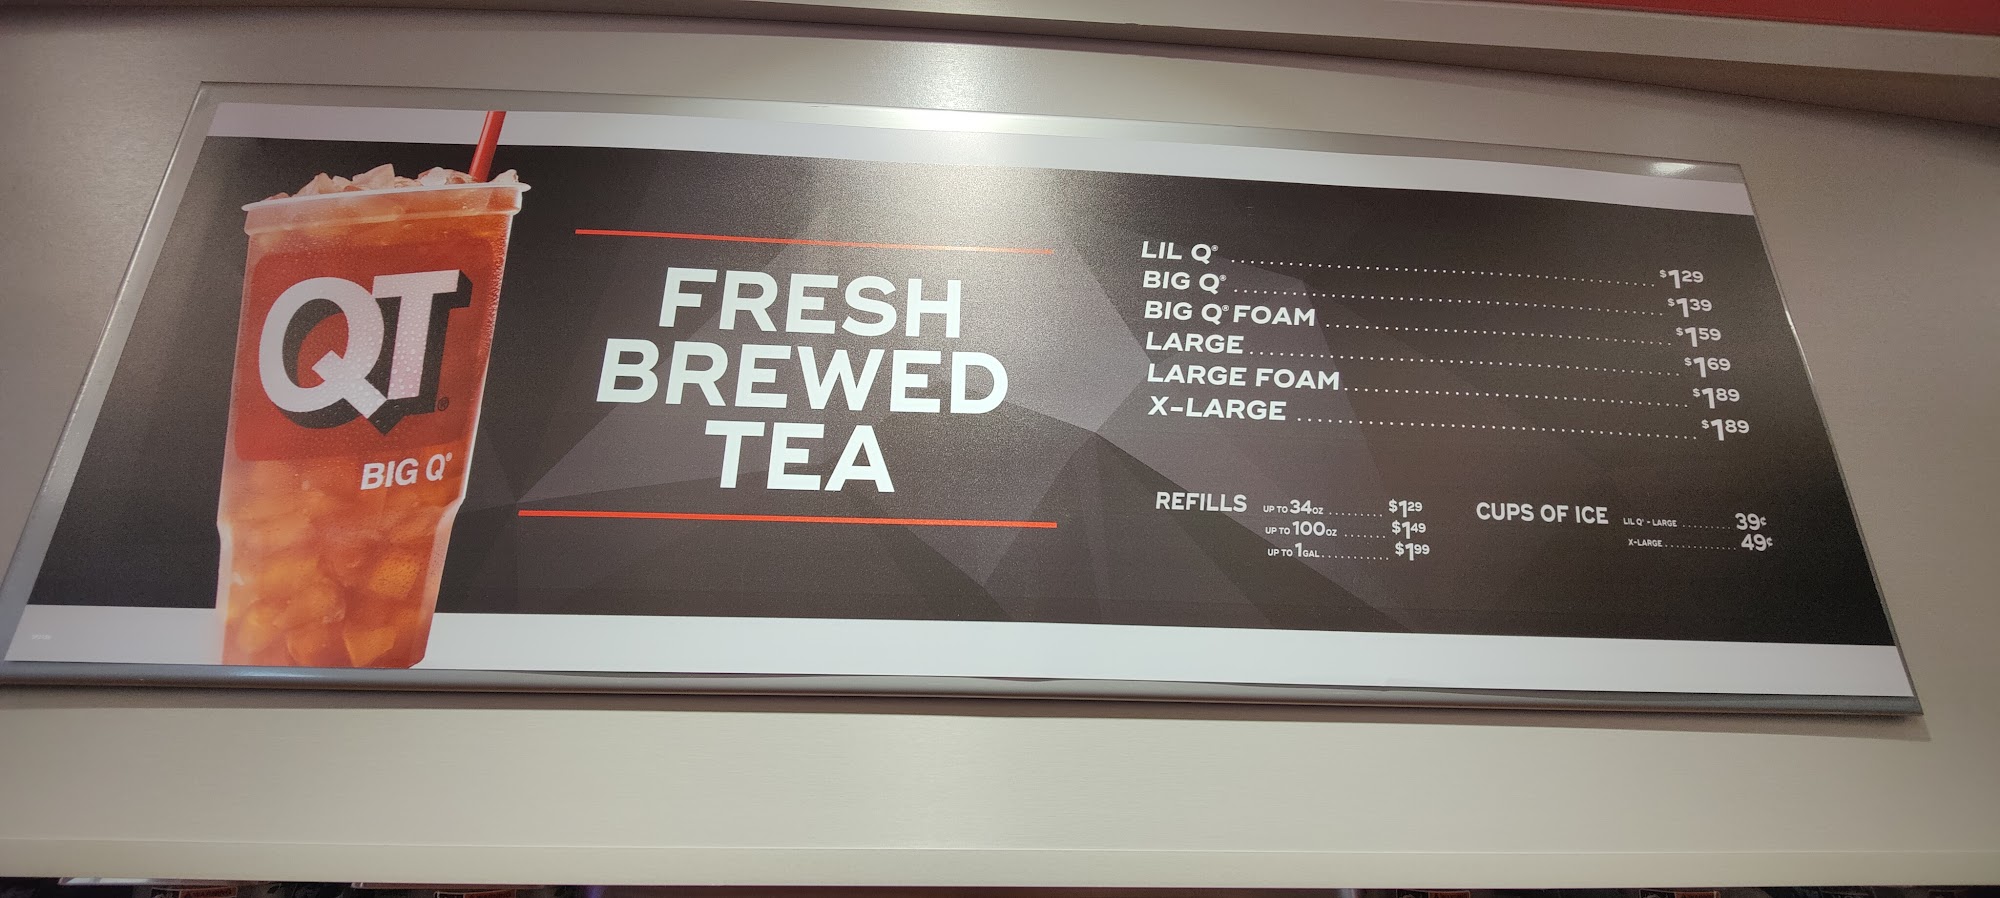 QT®
BIG Q®
FRESH
BREWED
TEA
LIL Q® $1.29
BIG Q® $1.39
BIG Q® FOAM $1.59
LARGE $1.69
LARGE FOAM $1.89
X-LARGE $1.89
REFILLS UP TO 34OZ $1.29
UP TO 100OZ $1.49
UP TO 1GAL $1.99
CUPS OF ICE LIL Q® - LARGE 39¢
X-LARGE 49¢